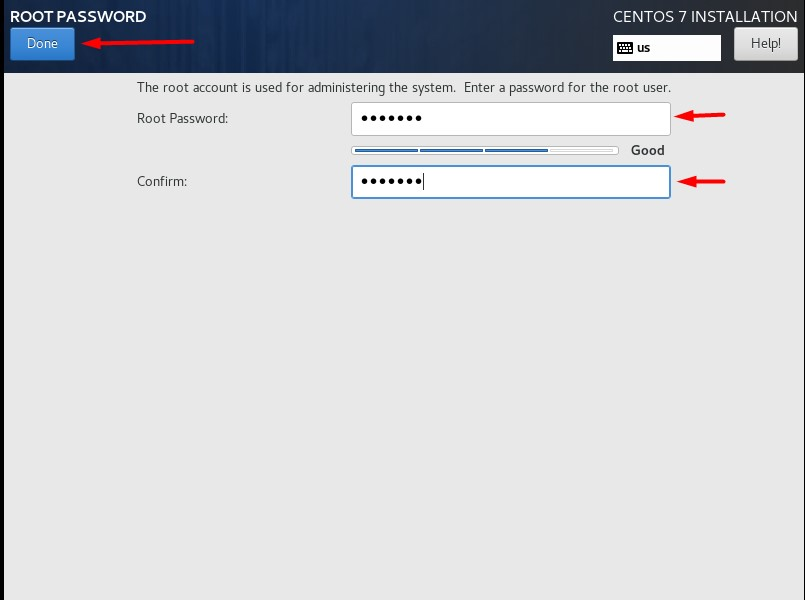 ROOT PASSWORD
CENTOS 7 INSTALLATION
Done
us
Help!
The root account is used for administering the system.  Enter a password for the root user.
Root Password:
•••••••
Good
Confirm:
•••••••